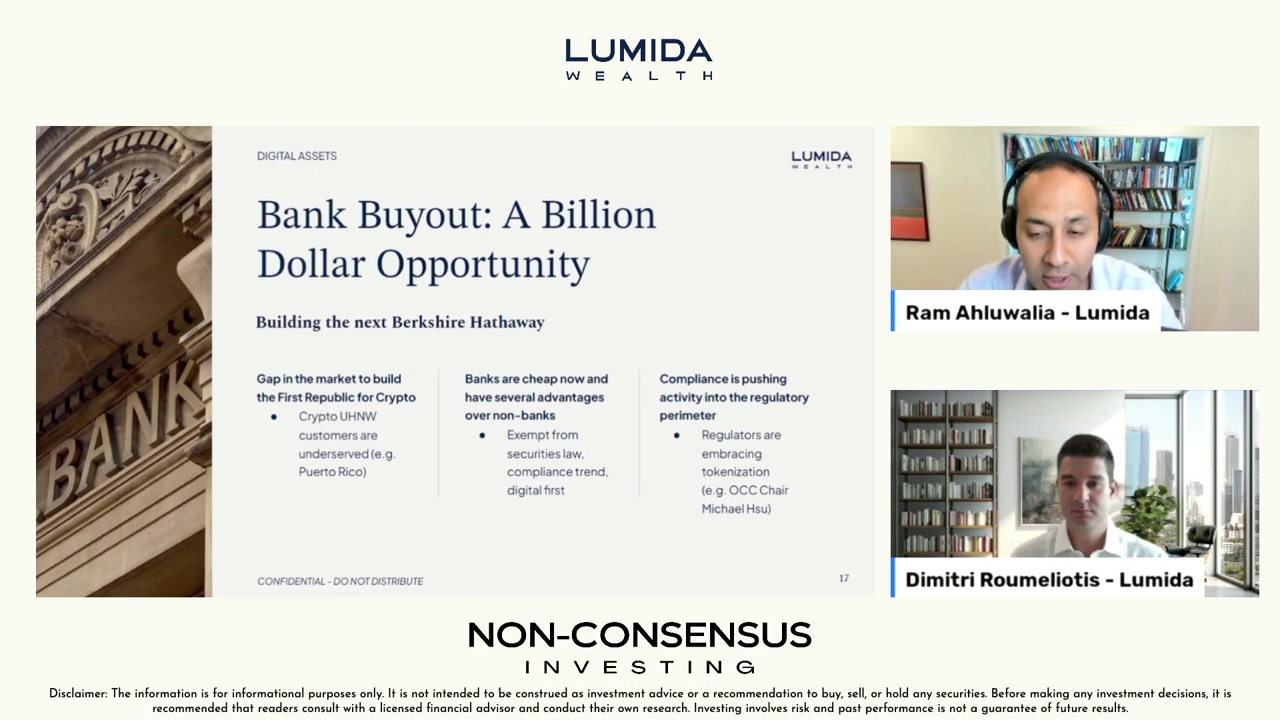 LUMIDA
WEALTH
DIGITAL ASSETS
LUMIDA
WEALTH
Bank Buyout: A Billion
Dollar Opportunity
Building the next Berkshire Hathaway
Gap in the market to build
the First Republic for Crypto
• Crypto UHNW
customers are
underserved (e.g.
Puerto Rico)
Banks are cheap now and
have several advantages
over non-banks
• Exempt from
securities law,
compliance trend,
digital first
Compliance is pushing
activity into the regulatory
perimeter
• Regulators are
embracing
tokenization
(e.g. OCC Chair
Michael Hsu)
BANK
CONFIDENTIAL - DO NOT DISTRIBUTE
17
Ram Ahluwalia - Lumida
Dimitri Roumeliotis - Lumida
NON-CONSENSUS
INVESTING
Disclaimer: The information is for informational purposes only. It is not intended to be construed as investment advice or a recommendation to buy, sell, or hold any securities. Before making any investment decisions, it is
recommended that readers consult with a licensed financial advisor and conduct their own research. Investing involves risk and past performance is not a guarantee of future results.